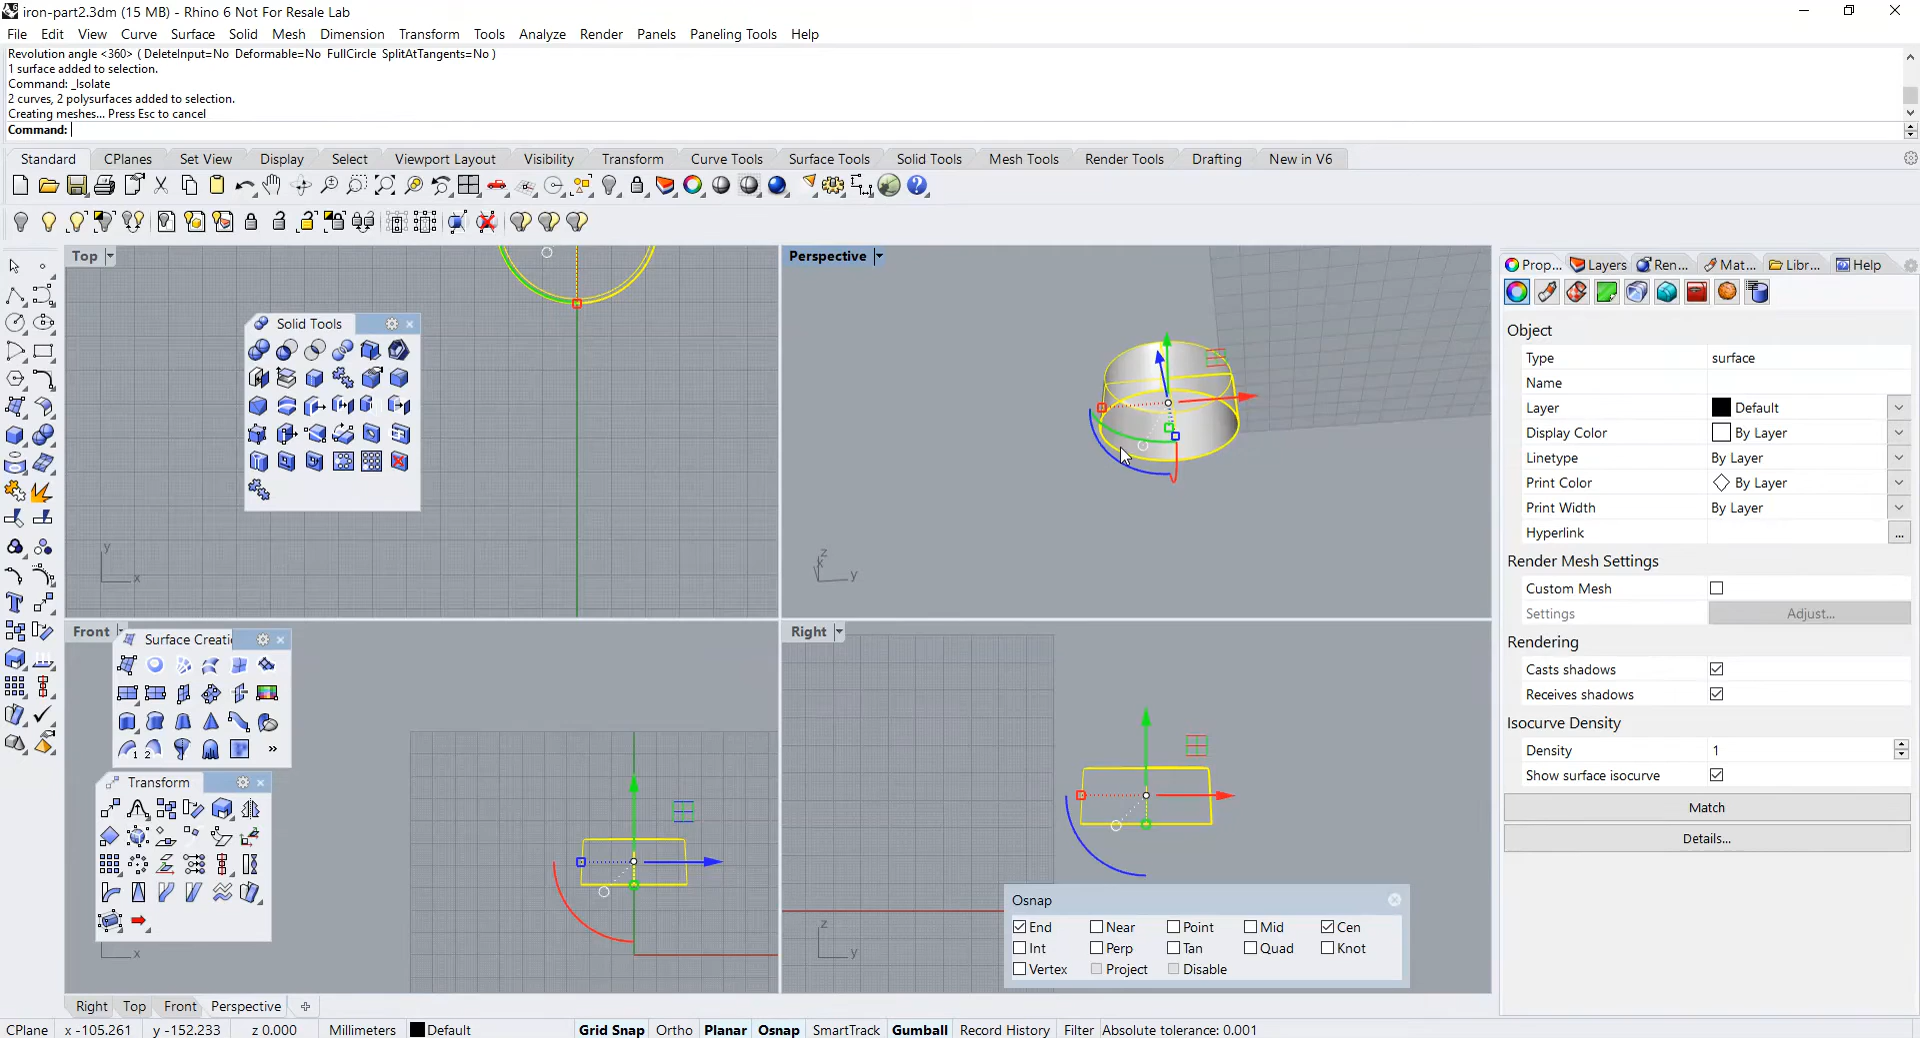 iron-part2.3dm (15 MB) - Rhino 6 Not For Resale Lab
File Edit View Curve Surface Solid Mesh Dimension Transform Tools Analyze Render Panels Paneling Tools Help
Revolution angle <360> ( DeleteInput=No Deformable=No FullCircle SplitAtTangents=No )
1 surface added to selection.
Command: _Isolate
2 curves, 2 polysurfaces added to selection.
Creating meshes... Press Esc to cancel
Command:
Standard CPlanes Set View Display Select Viewport Layout Visibility Transform Curve Tools Surface Tools Solid Tools Mesh Tools Render Tools Drafting New in V6
Top
Perspective
Prop... Layers Ren... Mat... Libr... Help
Solid Tools
y
x
z
x
y
Object
Type surface
Name
Layer Default
Display Color By Layer
Linetype By Layer
Print Color By Layer
Print Width By Layer
Hyperlink ...
Render Mesh Settings
Custom Mesh
Settings Adjust...
Rendering
Casts shadows
Receives shadows
Isocurve Density
Density 1
Show surface isocurve
Match
Details...
Front
Surface Creati
1 2 »
Transform
x
Right
z
y
Osnap
End Near Point Mid Cen
Int Perp Tan Quad Knot
Vertex Project Disable
Right Top Front Perspective
CPlane x -105.261 y -152.233 z 0.000 Millimeters Default Grid Snap Ortho Planar Osnap SmartTrack Gumball Record History Filter Absolute tolerance: 0.001